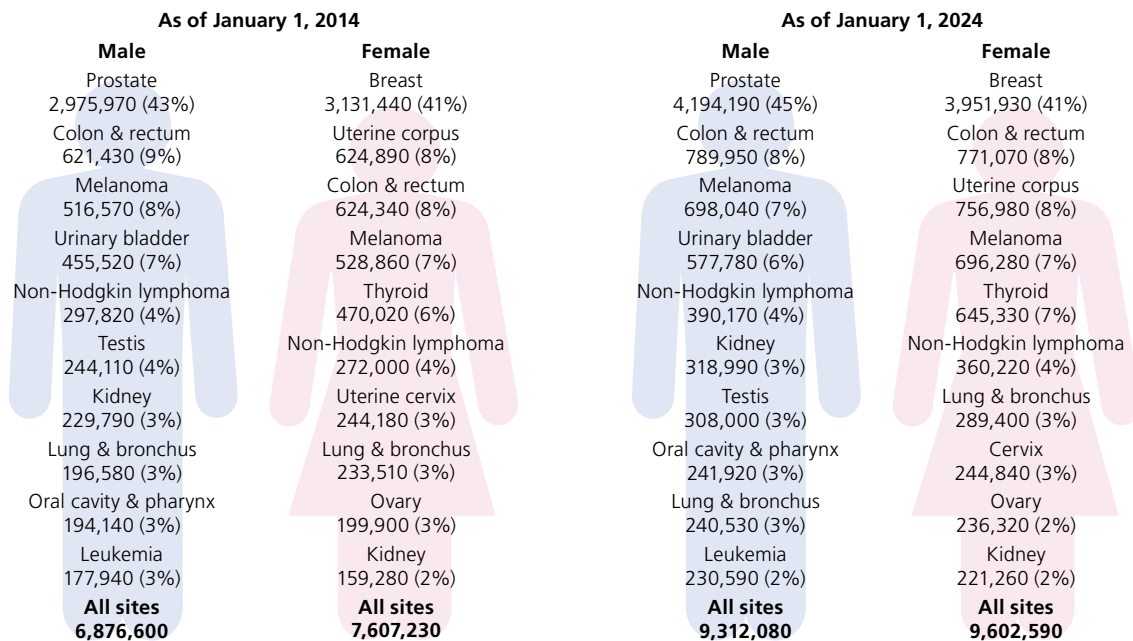 As of January 1, 2014
Male
Prostate
2,975,970 (43%)
Colon & rectum
621,430 (9%)
Melanoma
516,570 (8%)
Urinary bladder
455,520 (7%)
Non-Hodgkin lymphoma
297,820 (4%)
Testis
244,110 (4%)
Kidney
229,790 (3%)
Lung & bronchus
196,580 (3%)
Oral cavity & pharynx
194,140 (3%)
Leukemia
177,940 (3%)
All sites
6,876,600
Female
Breast
3,131,440 (41%)
Uterine corpus
624,890 (8%)
Colon & rectum
624,340 (8%)
Melanoma
528,860 (7%)
Thyroid
470,020 (6%)
Non-Hodgkin lymphoma
272,000 (4%)
Uterine cervix
244,180 (3%)
Lung & bronchus
233,510 (3%)
Ovary
199,900 (3%)
Kidney
159,280 (2%)
All sites
7,607,230
As of January 1, 2024
Male
Prostate
4,194,190 (45%)
Colon & rectum
789,950 (8%)
Melanoma
698,040 (7%)
Urinary bladder
577,780 (6%)
Non-Hodgkin lymphoma
390,170 (4%)
Kidney
318,990 (3%)
Testis
308,000 (3%)
Oral cavity & pharynx
241,920 (3%)
Lung & bronchus
240,530 (3%)
Leukemia
230,590 (2%)
All sites
9,312,080
Female
Breast
3,951,930 (41%)
Colon & rectum
771,070 (8%)
Uterine corpus
756,980 (8%)
Melanoma
696,280 (7%)
Thyroid
645,330 (7%)
Non-Hodgkin lymphoma
360,220 (4%)
Lung & bronchus
289,400 (3%)
Cervix
244,840 (3%)
Ovary
236,320 (2%)
Kidney
221,260 (2%)
All sites
9,602,590